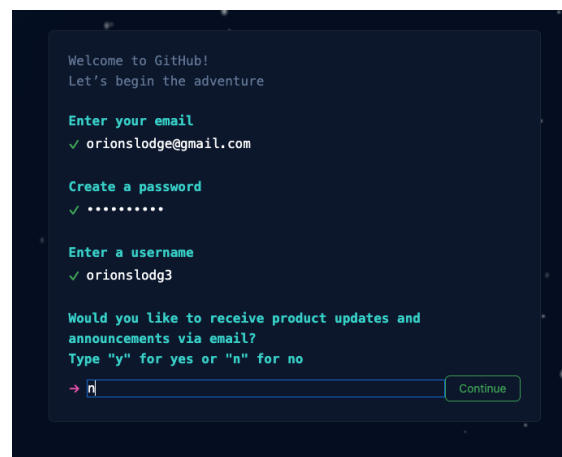 Welcome to GitHub!
Let’s begin the adventure
Enter your email
✓ orionslodge@gmail.com
Create a password
✓ ••••••••••
Enter a username
✓ orionslodg3
Would you like to receive product updates and
announcements via email?
Type "y" for yes or "n" for no
→ n
Continue